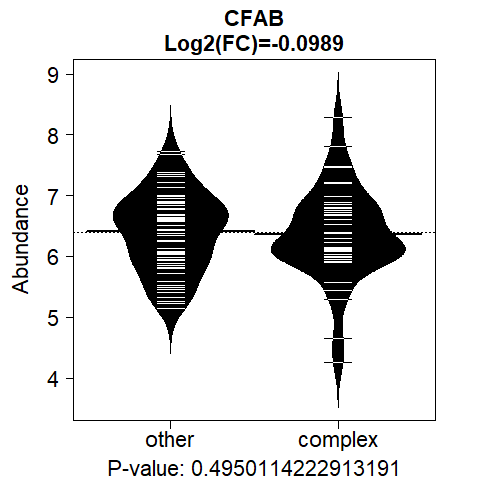 CFAB
Log2(FC)=-0.0989
Abundance
9
8
7
6
5
4
other complex
P-value: 0.4950114222913191